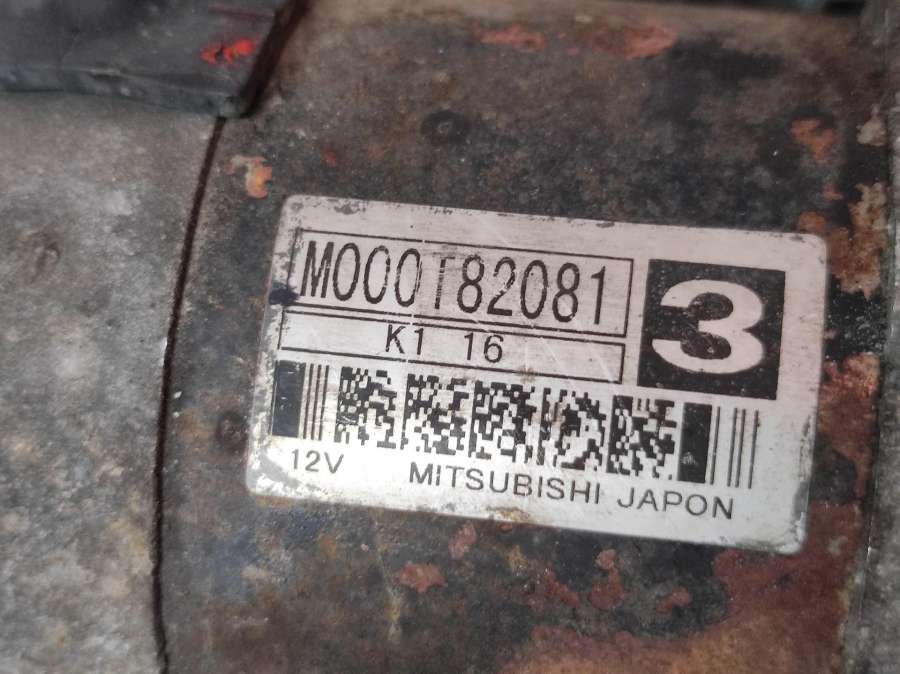 M000T82081
3
K1 16
12V MITSUBISHI JAPON